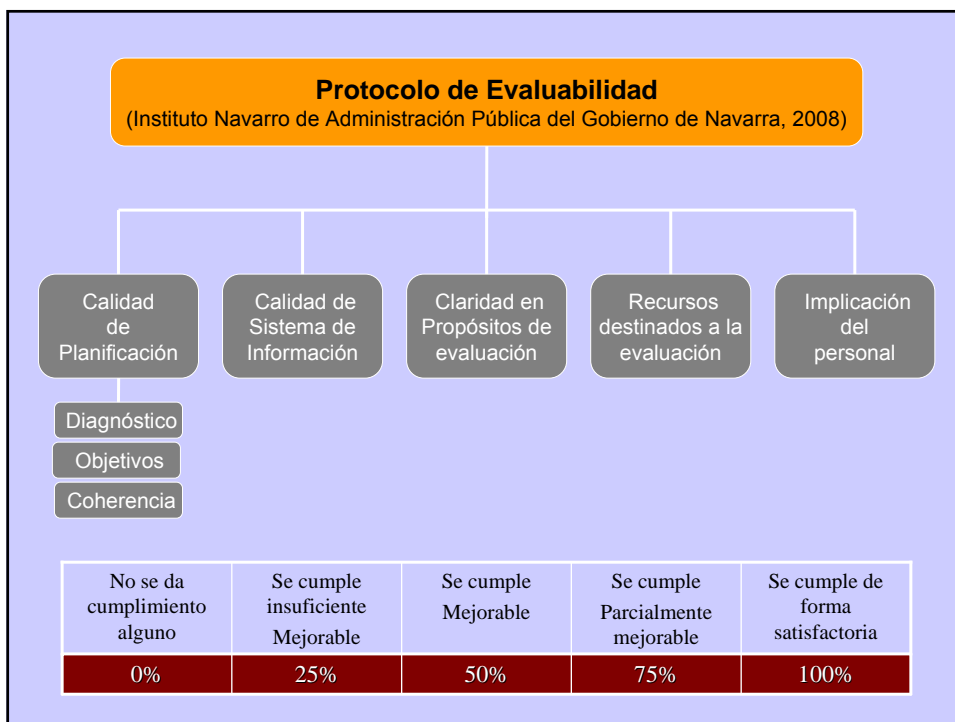 Protocolo de Evaluabilidad
(Instituto Navarro de Administración Pública del Gobierno de Navarra, 2008)
Calidad
de
Planificación
Calidad de
Sistema de
Información
Claridad en
Propósitos de
evaluación
Recursos
destinados a la
evaluación
Implicación
del
personal
Diagnóstico
Objetivos
Coherencia
No se da
cumplimiento
alguno
Se cumple
insuficiente
Mejorable
Se cumple
Mejorable
Se cumple
Parcialmente
mejorable
Se cumple de
forma
satisfactoria
0%
25%
50%
75%
100%